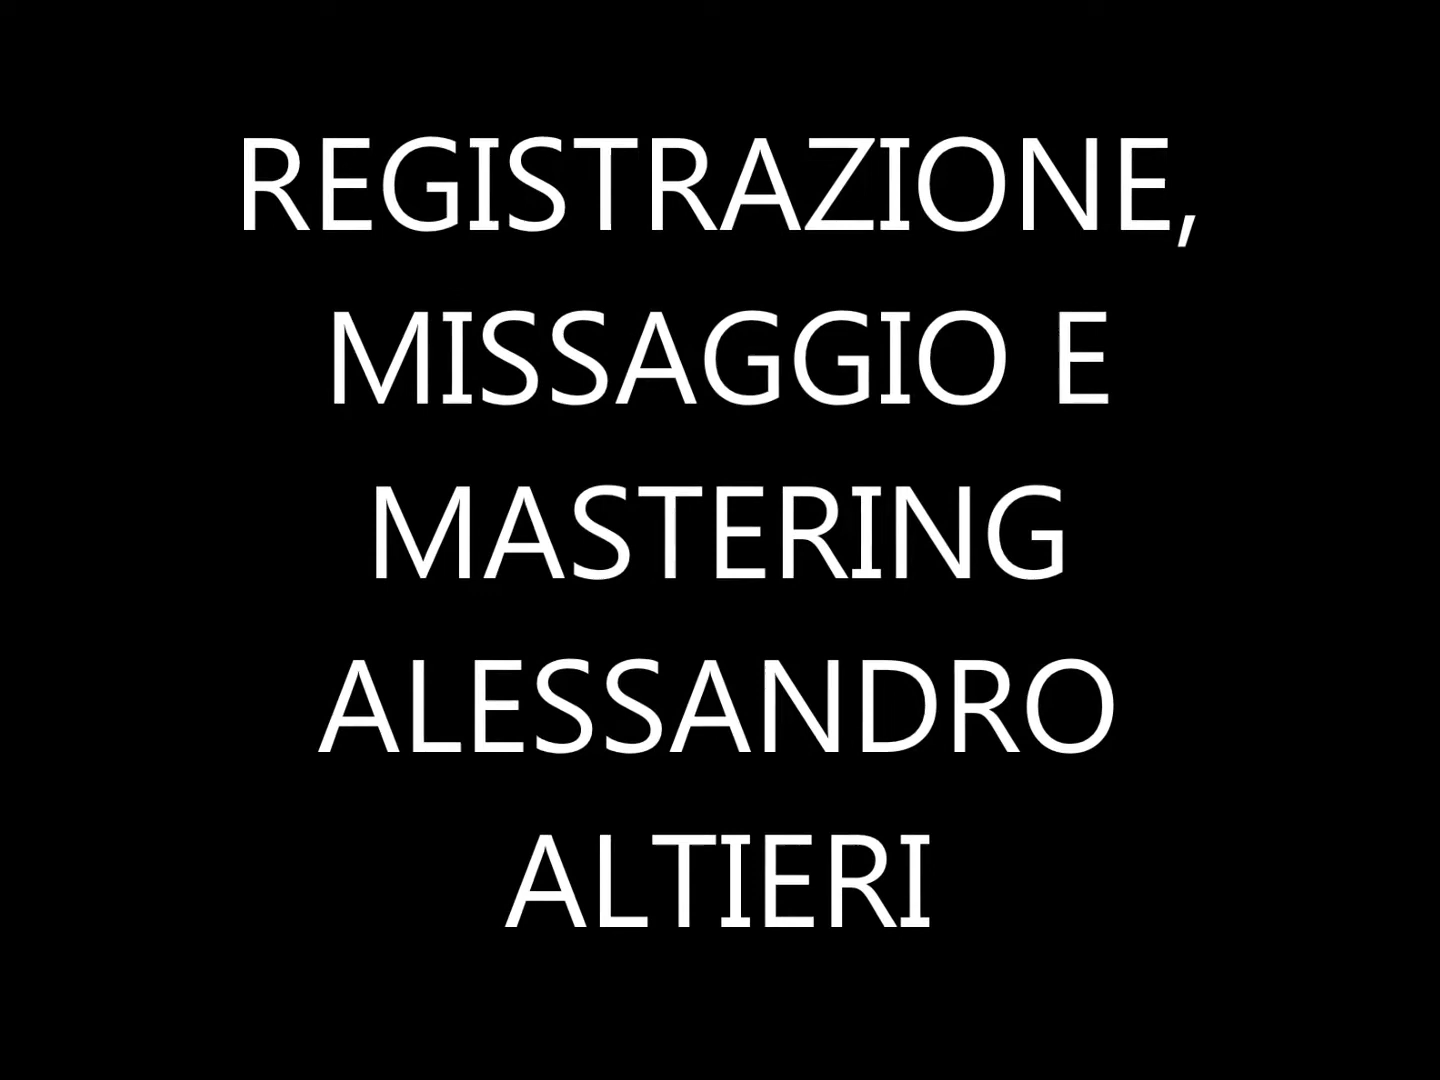 REGISTRAZIONE,
MISSAGGIO E
MASTERING
ALESSANDRO
ALTIERI